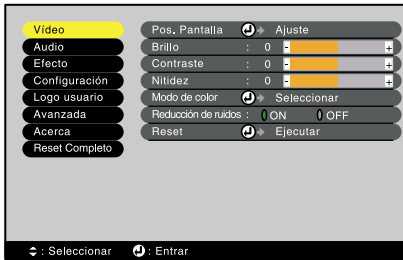 Vídeo
Audio
Efecto
Configuración
Logo usuario
Avanzada
Acerca
Reset Completo
Pos. Pantalla Ajuste
Brillo : 0 - +
Contraste : 0 - +
Nitidez : 0 - +
Modo de color Seleccionar
Reducción de ruidos : ON OFF
Reset Ejecutar
: Seleccionar : Entrar